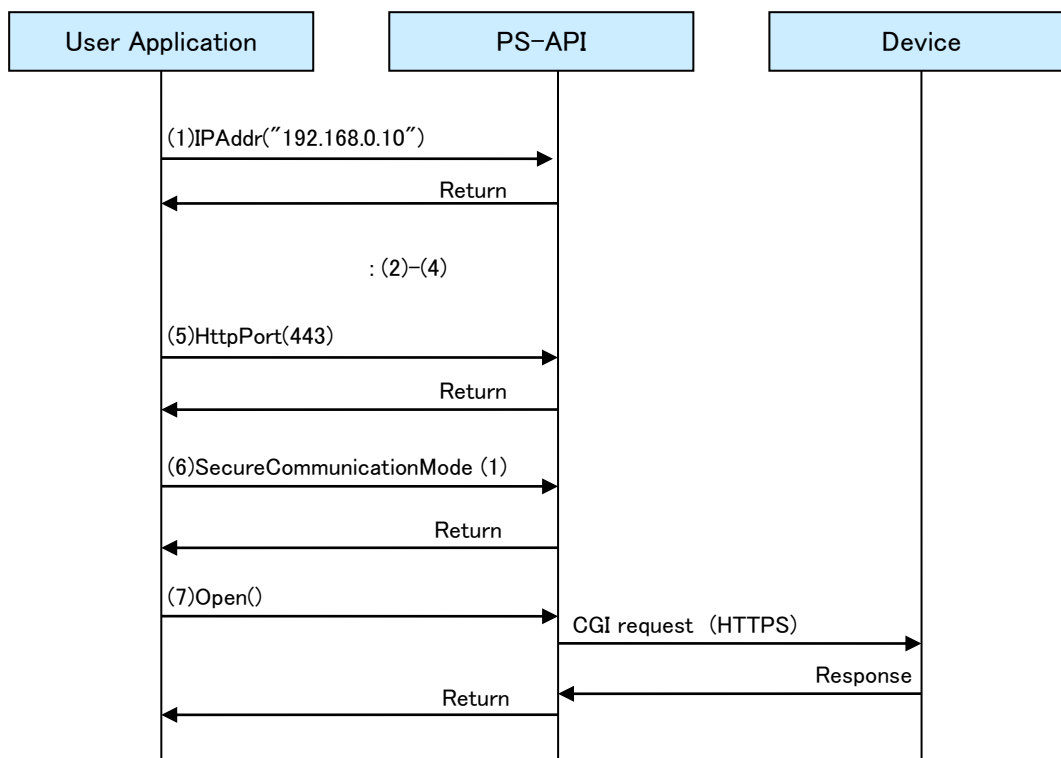 User Application
PS-API
Device
(1)IPAddr("192.168.0.10")
Return
: (2)-(4)
(5)HttpPort(443)
Return
(6)SecureCommunicationMode (1)
Return
(7)Open()
CGI request (HTTPS)
Response
Return